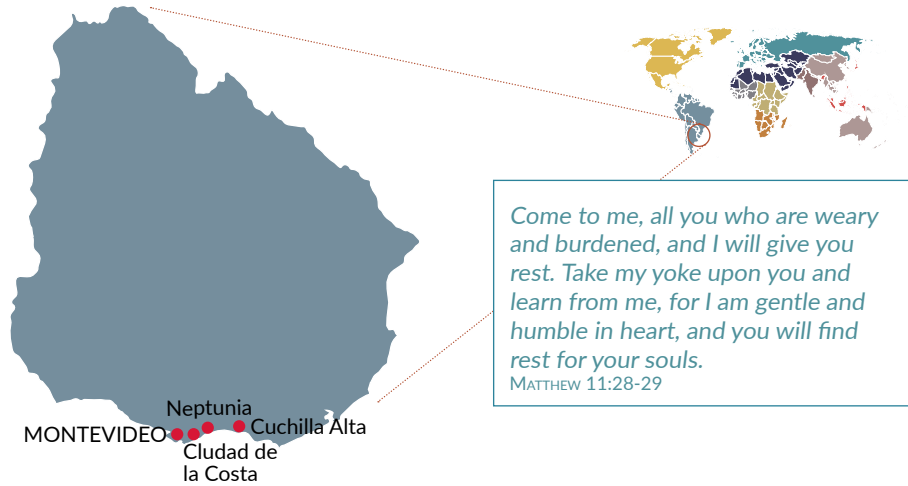 Come to me, all you who are weary
and burdened, and I will give you
rest. Take my yoke upon you and
learn from me, for I am gentle and
humble in heart, and you will find
rest for your souls.
Matthew 11:28-29
Neptunia
MONTEVIDEO
Cuchilla Alta
Cludad de
la Costa